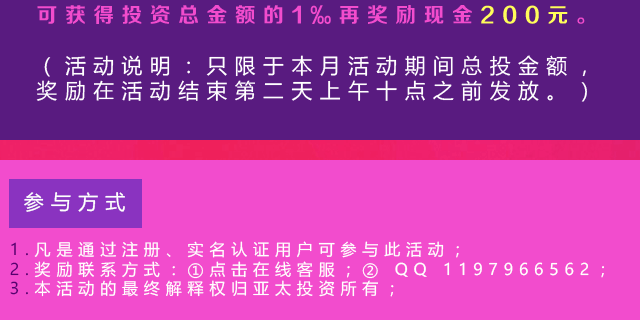 可获得投资总金额的1‰再奖励现金200元。
（活动说明：只限于本月活动期间总投金额，
奖励在活动结束第二天上午十点之前发放。）
参与方式
1.凡是通过注册、实名认证用户可参与此活动；
2.奖励联系方式：①点击在线客服；② QQ 1197966562；
3.本活动的最终解释权归亚太投资所有；